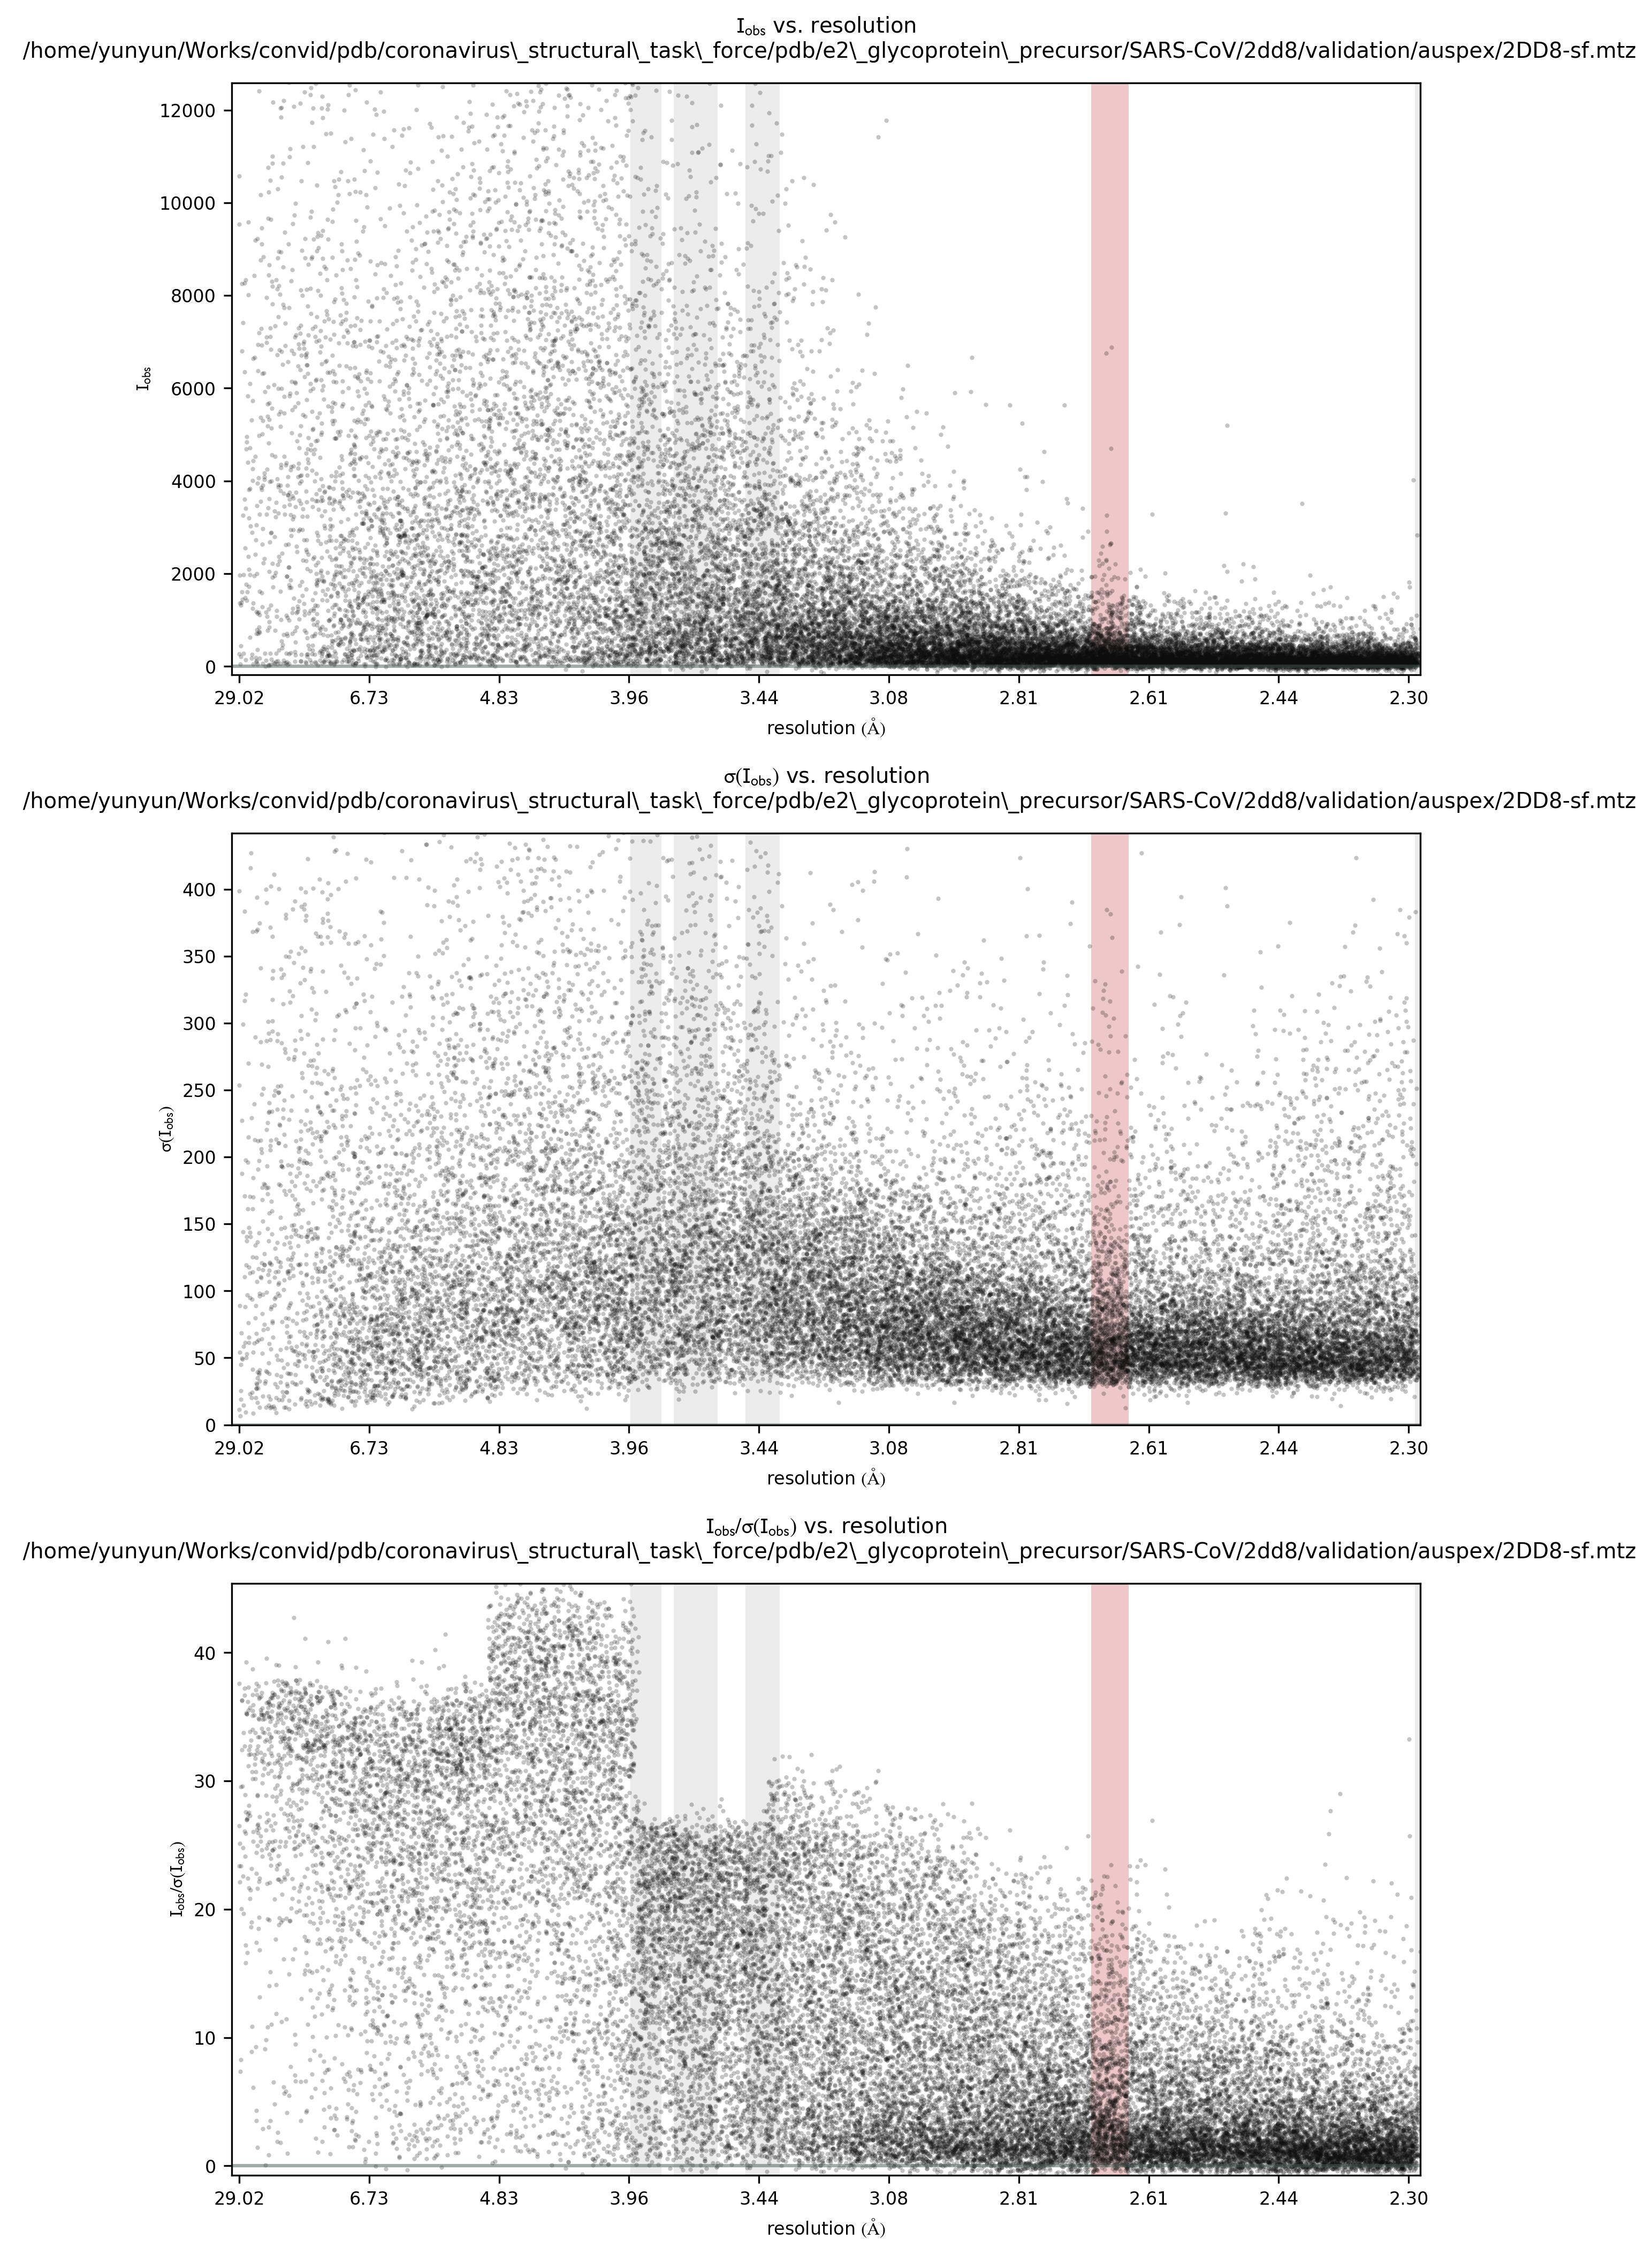 I_obs vs. resolution
/home/yunyun/Works/convid/pdb/coronavirus\_structural\_task\_force/pdb/e2\_glycoprotein\_precursor/SARS-CoV/2dd8/validation/auspex/2DD8-sf.mtz
12000
10000
8000
6000
4000
2000
0
I_obs
29.02 6.73 4.83 3.96 3.44 3.08 2.81 2.61 2.44 2.30
resolution (Å)
σ(I_obs) vs. resolution
/home/yunyun/Works/convid/pdb/coronavirus\_structural\_task\_force/pdb/e2\_glycoprotein\_precursor/SARS-CoV/2dd8/validation/auspex/2DD8-sf.mtz
400
350
300
250
200
150
100
50
0
σ(I_obs)
29.02 6.73 4.83 3.96 3.44 3.08 2.81 2.61 2.44 2.30
resolution (Å)
I_obs/σ(I_obs) vs. resolution
/home/yunyun/Works/convid/pdb/coronavirus\_structural\_task\_force/pdb/e2\_glycoprotein\_precursor/SARS-CoV/2dd8/validation/auspex/2DD8-sf.mtz
40
30
20
10
0
I_obs/σ(I_obs)
29.02 6.73 4.83 3.96 3.44 3.08 2.81 2.61 2.44 2.30
resolution (Å)